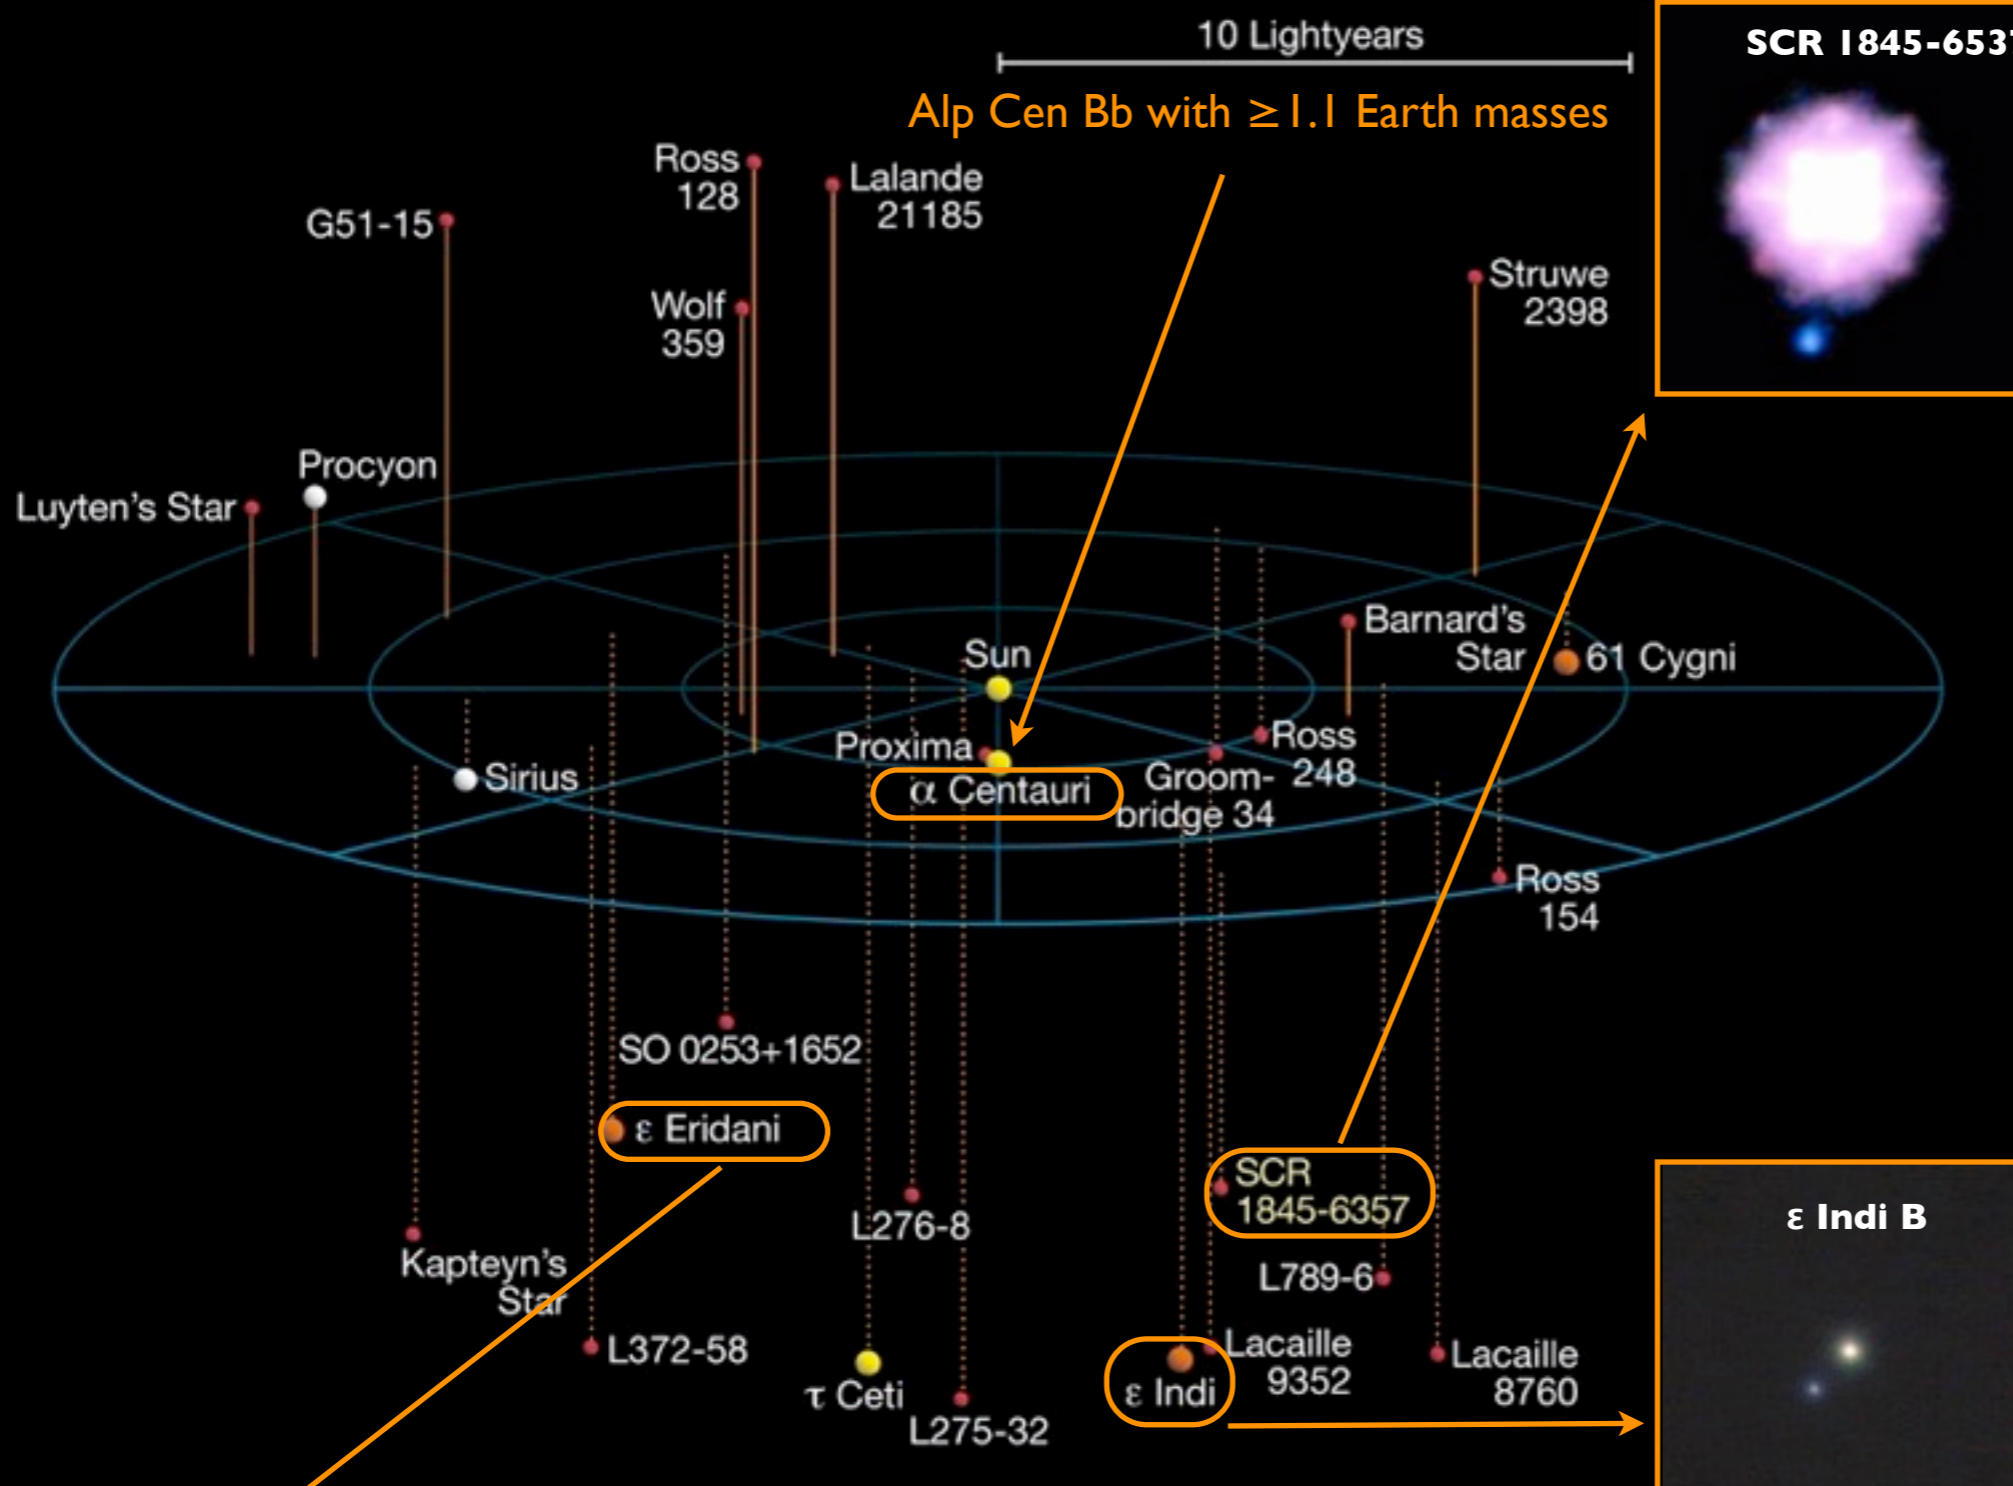 10 Lightyears
SCR 1845-6537
Alp Cen Bb with ≥1.1 Earth masses
Ross
128
Lalande
21185
G51-15
Struwe
2398
Wolf
359
Procyon
Luyten's Star
Barnard's
Star
61 Cygni
Sun
Proxima
α Centauri
Ross
248
Groom-
bridge 34
Sirius
Ross
154
SO 0253+1652
ε Eridani
SCR
1845-6357
L276-8
ε Indi B
Kapteyn's
Star
L789-6
L372-58
τ Ceti
L275-32
ε Indi
Lacaille
9352
Lacaille
8760